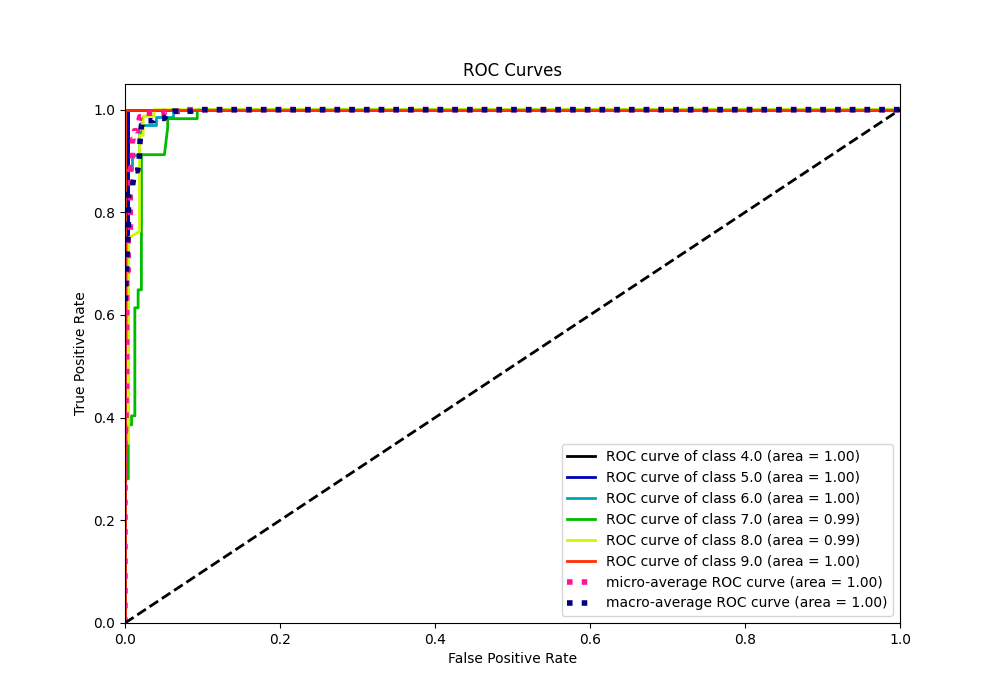 ROC Curves
True Positive Rate
1.0
0.8
0.6
0.4
0.2
0.0
0.0 0.2 0.4 0.6 0.8 1.0
False Positive Rate
ROC curve of class 4.0 (area = 1.00)
ROC curve of class 5.0 (area = 1.00)
ROC curve of class 6.0 (area = 1.00)
ROC curve of class 7.0 (area = 0.99)
ROC curve of class 8.0 (area = 0.99)
ROC curve of class 9.0 (area = 1.00)
micro-average ROC curve (area = 1.00)
macro-average ROC curve (area = 1.00)